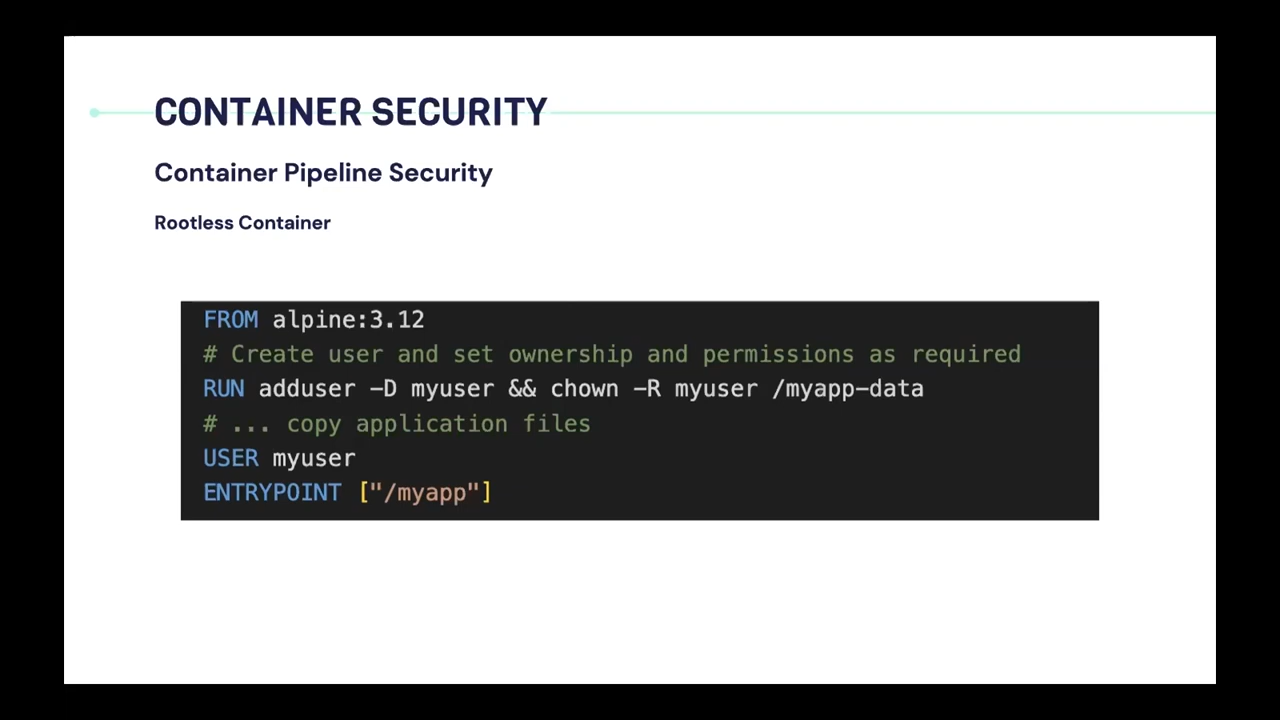 CONTAINER SECURITY
Container Pipeline Security
Rootless Container
FROM alpine:3.12
# Create user and set ownership and permissions as required
RUN adduser -D myuser && chown -R myuser /myapp-data
# ... copy application files
USER myuser
ENTRYPOINT ["/myapp"]